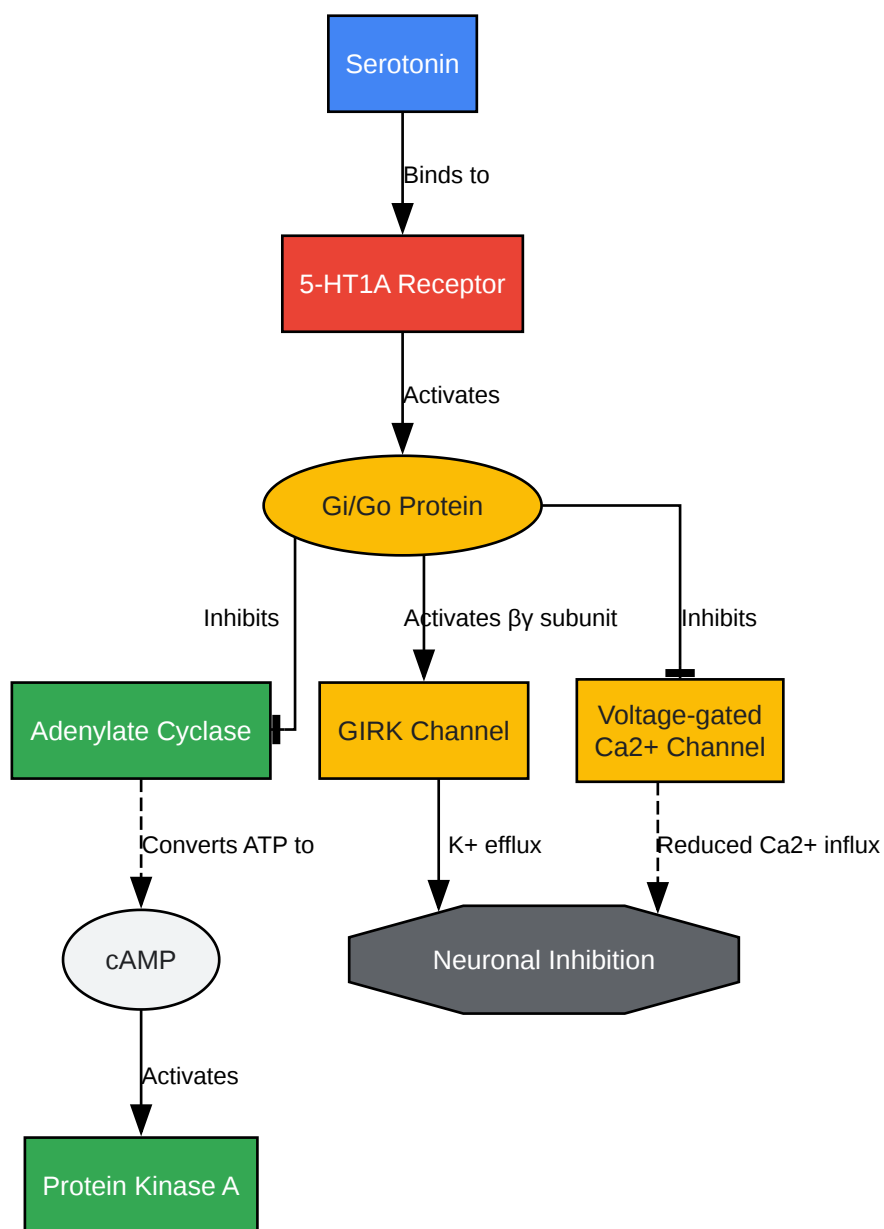 Serotonin
Binds to
5-HT1A Receptor
Activates
Gi/Go Protein
Inhibits
Activates βγ subunit
Inhibits
Adenylate Cyclase
GIRK Channel
Voltage-gated
Ca2+ Channel
Converts ATP to
K+ efflux
Reduced Ca2+ influx
cAMP
Neuronal Inhibition
Activates
Protein Kinase A